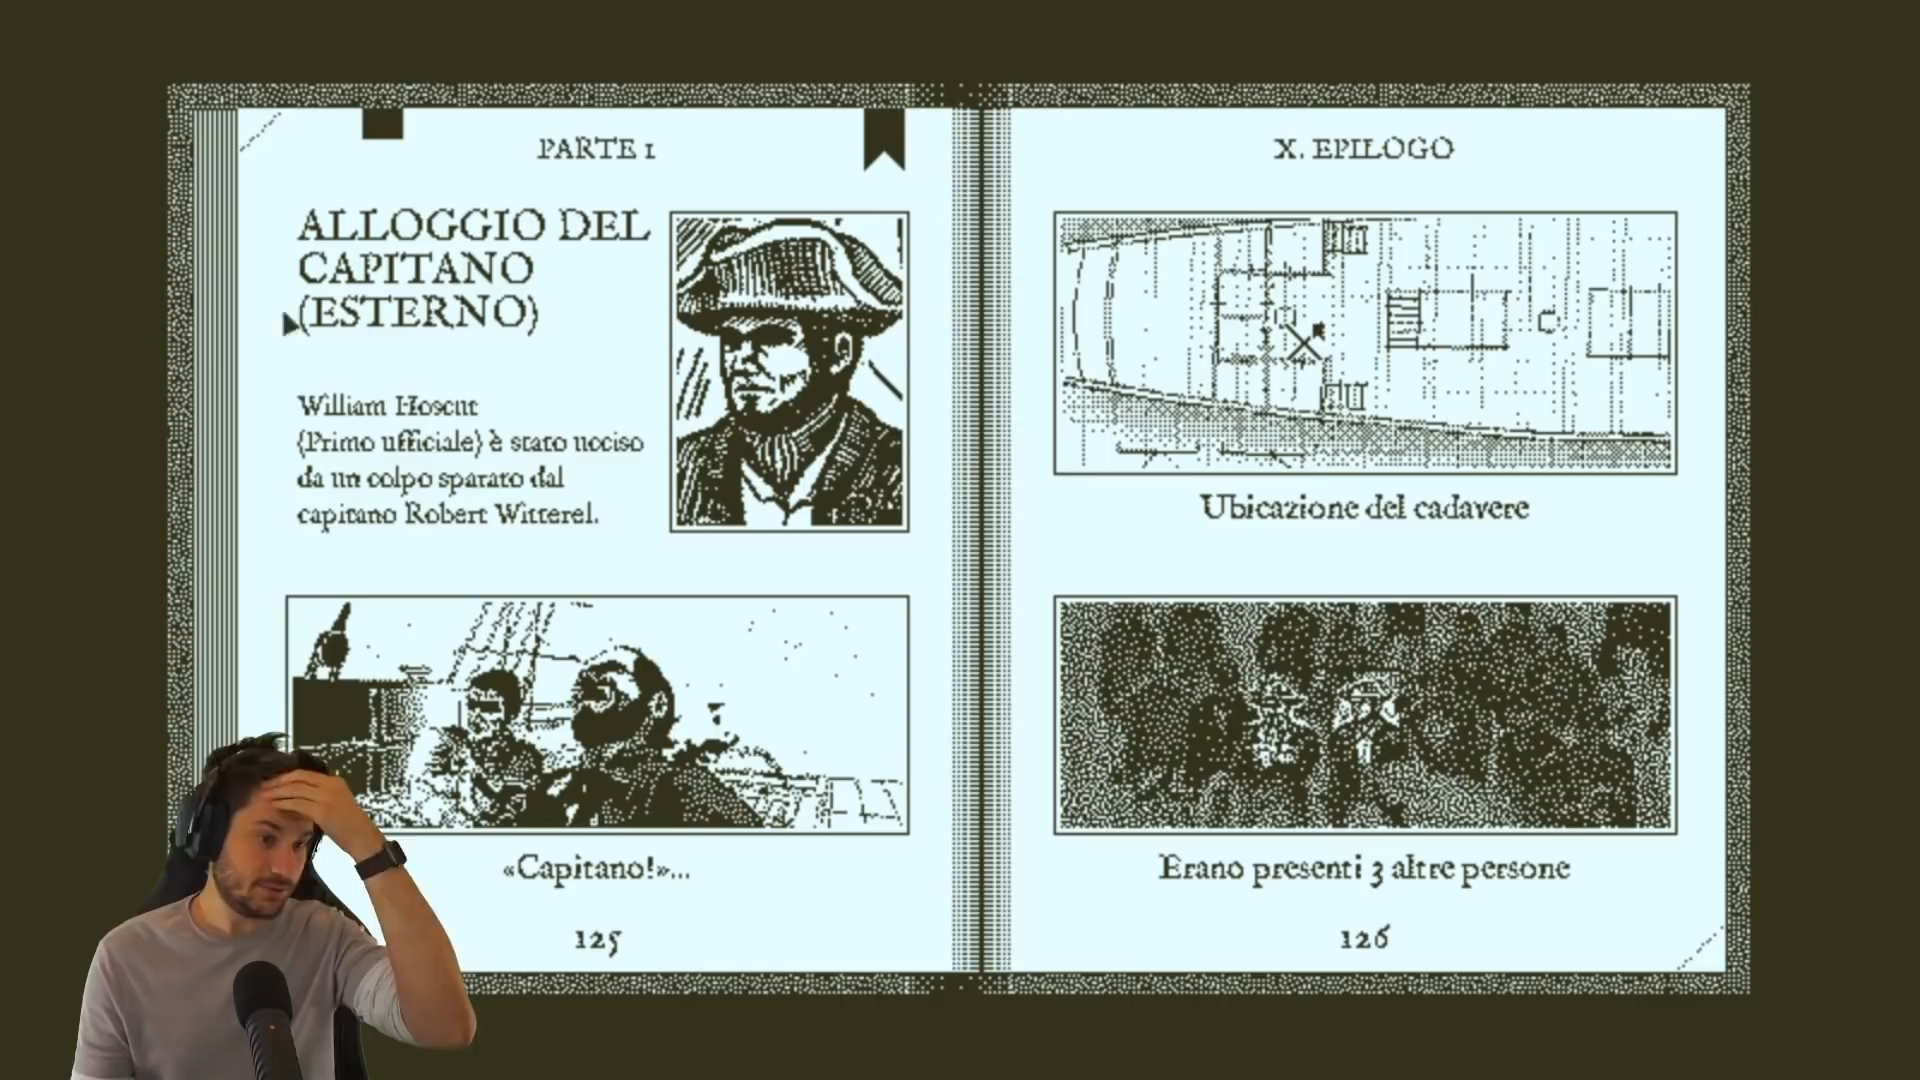 PARTE 1
ALLOGGIO DEL
CAPITANO
(ESTERNO)
William Hoscut
(Primo ufficiale) è stato ucciso
da un colpo sparato dal
capitano Robert Witterel.
«Capitano!»...
125
X. EPILOGO
Ubicazione del cadavere
Erano presenti 3 altre persone
126